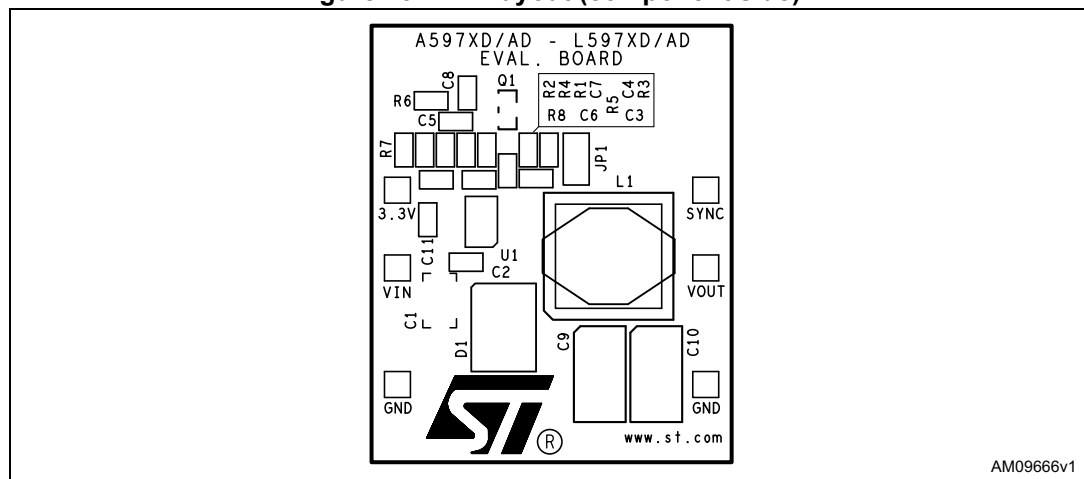 A597XD/AD - L597XD/AD
EVAL. BOARD
C8
Q1
R2 R4 R1 C7 R5 C4 R3
R8 C6 C3
R6
C5
R7
JP1
L1
3.3V
SYNC
C11
U1
C2
VIN
VOUT
C1
D1
C9
C10
GND
GND
ST®
www.st.com
AM09666v1